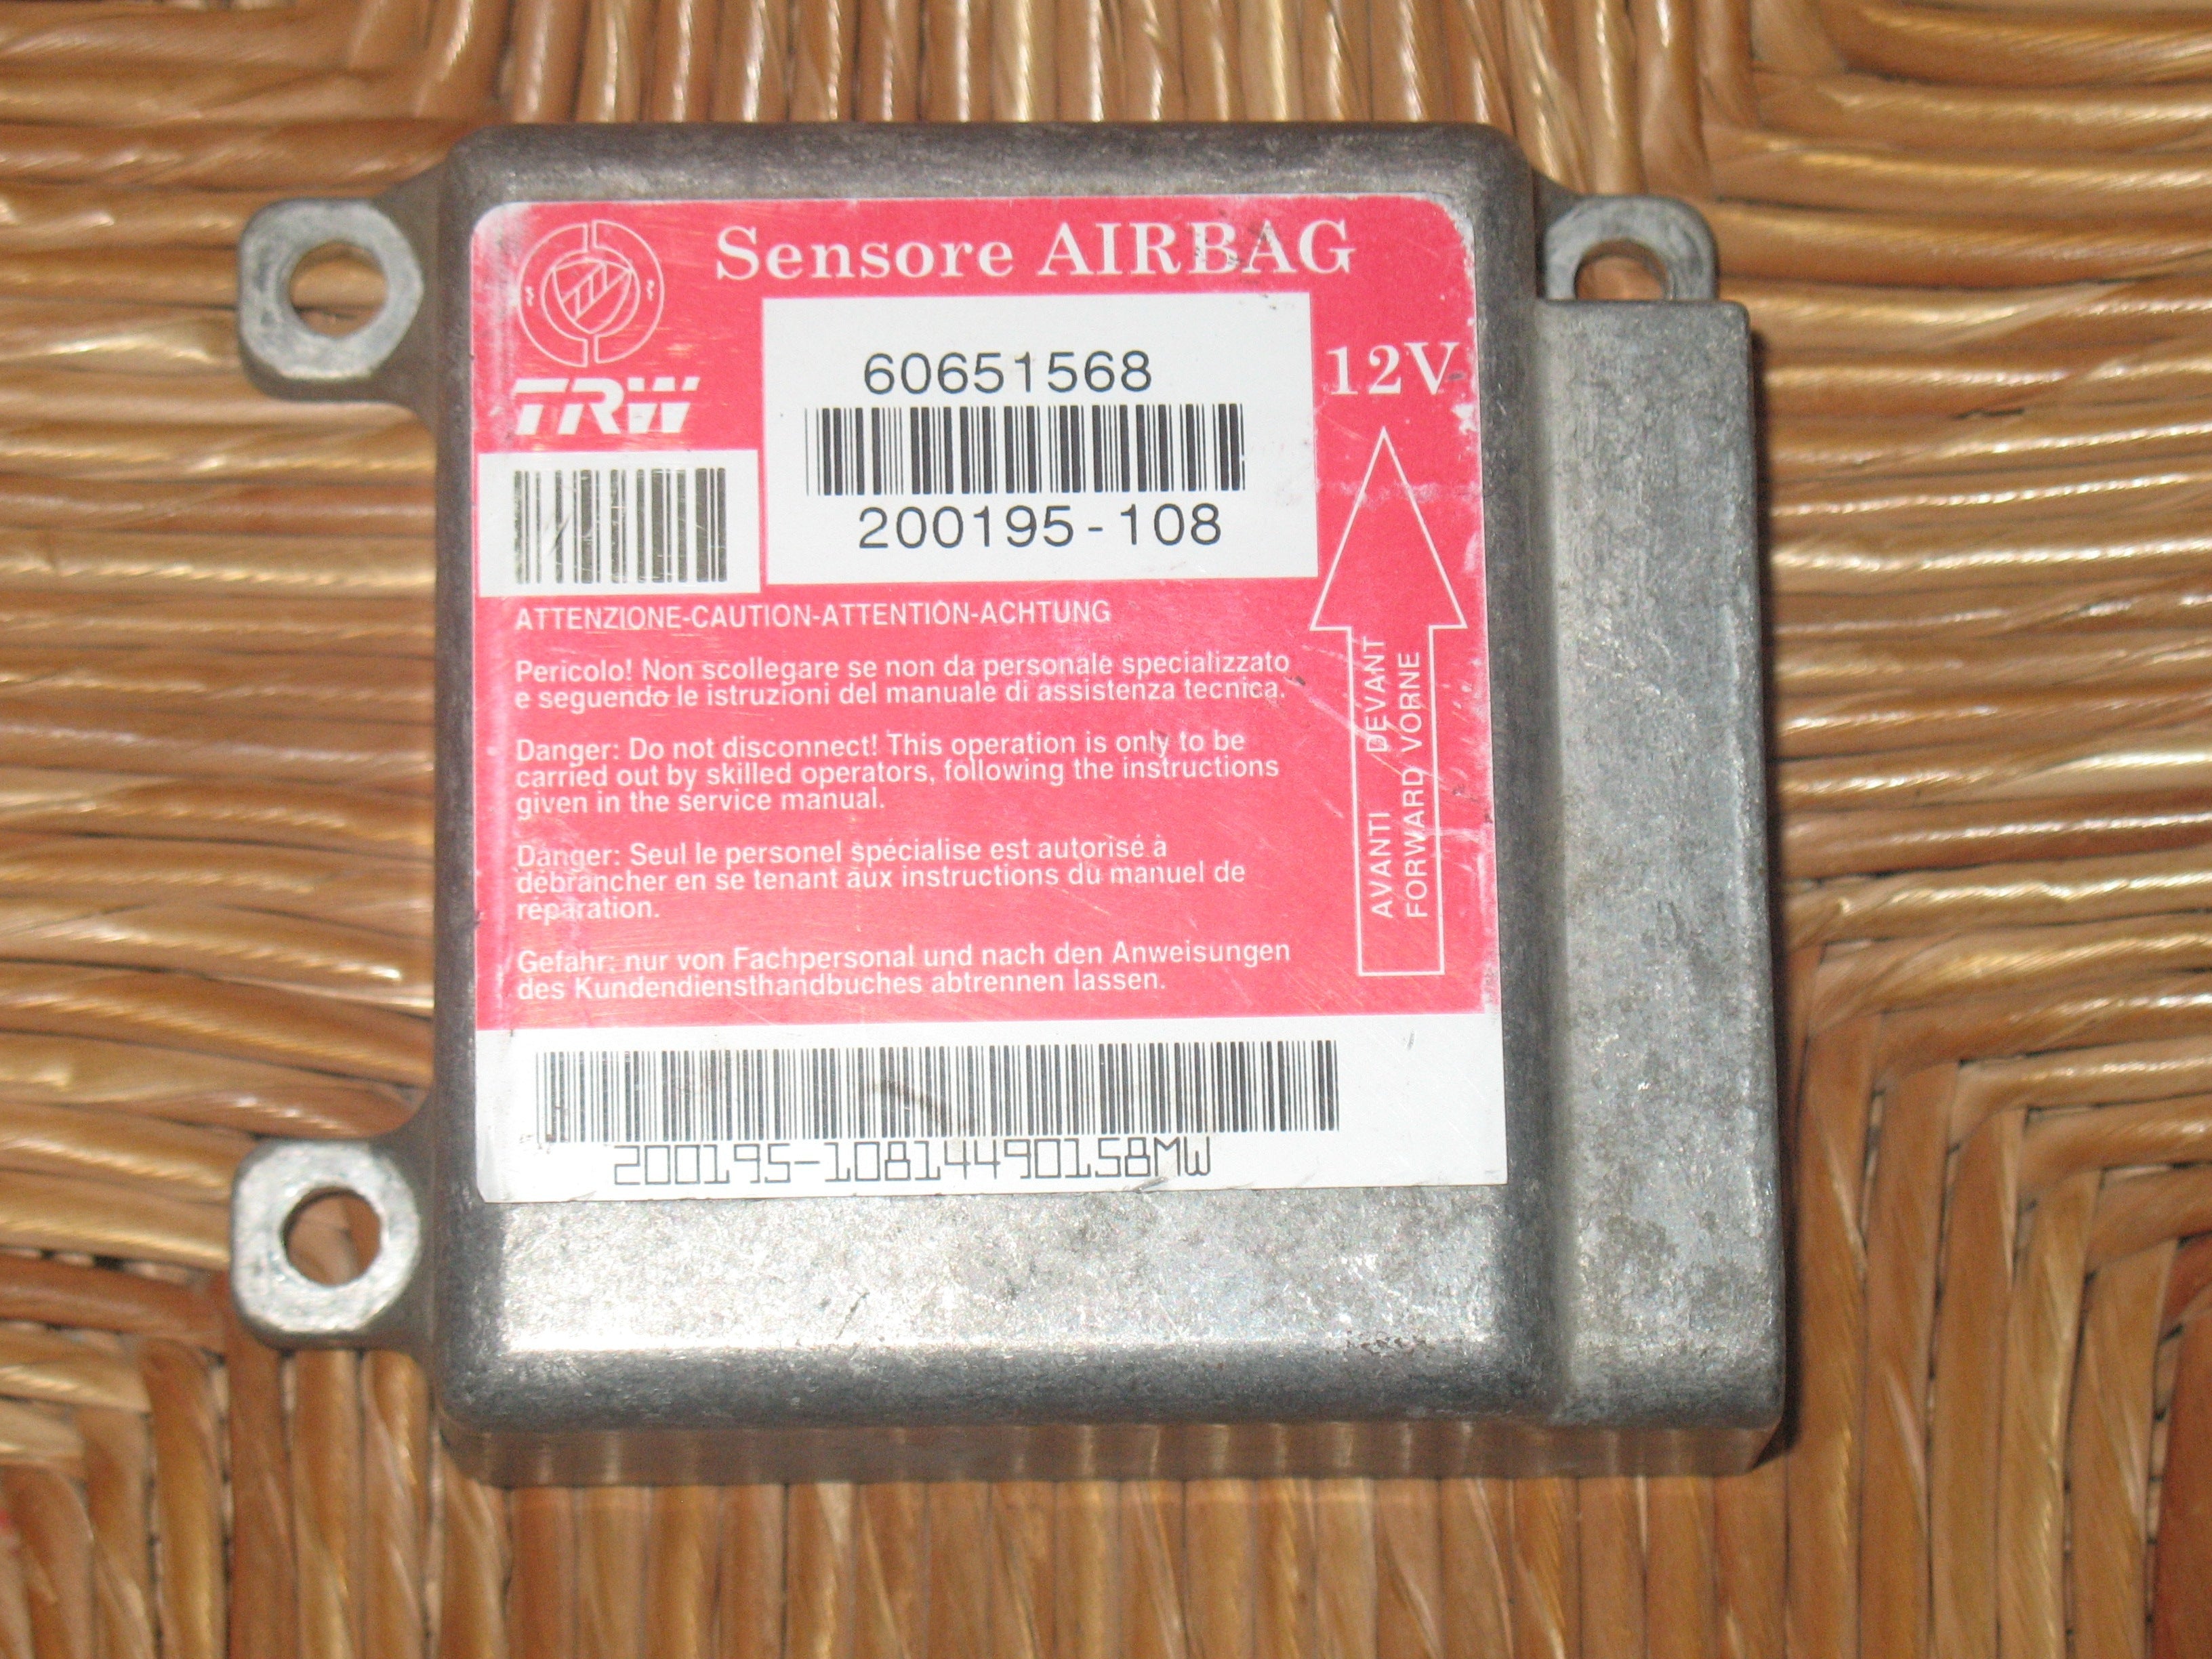 Sensore AIRBAG
TRW
60651568
12V
200195-108
ATTENZIONE-CAUTION-ATTENTION-ACHTUNG
Pericolo! Non scollegare se non da personale specializzato
e seguendo le istruzioni del manuale di assistenza tecnica.
Danger: Do not disconnect! This operation is only to be
carried out by skilled operators, following the instructions
given in the service manual.
Danger: Seul le personel spécialise est autorisé à
débrancher en se tenant aux instructions du manuel de
réparation.
Gefahr: nur von Fachpersonal und nach den Anweisungen
des Kundendiensthandbuches abtrennen lassen.
AVANTI DEVANT
FORWARD VORNE
200195-10814490158MW